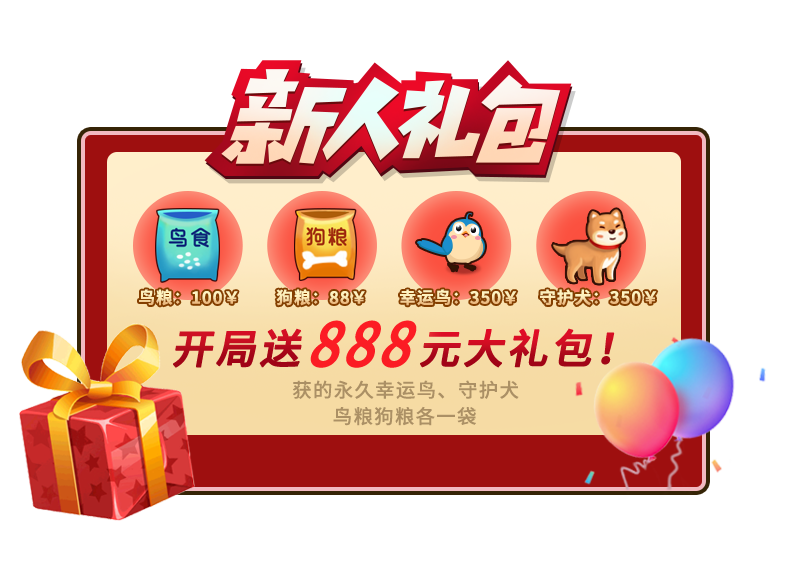 新人礼包
鸟食
狗粮
鸟粮：100￥
狗粮：88￥
幸运鸟：350￥
守护犬：350￥
开局送888元大礼包！
获的永久幸运鸟、守护犬
鸟粮狗粮各一袋